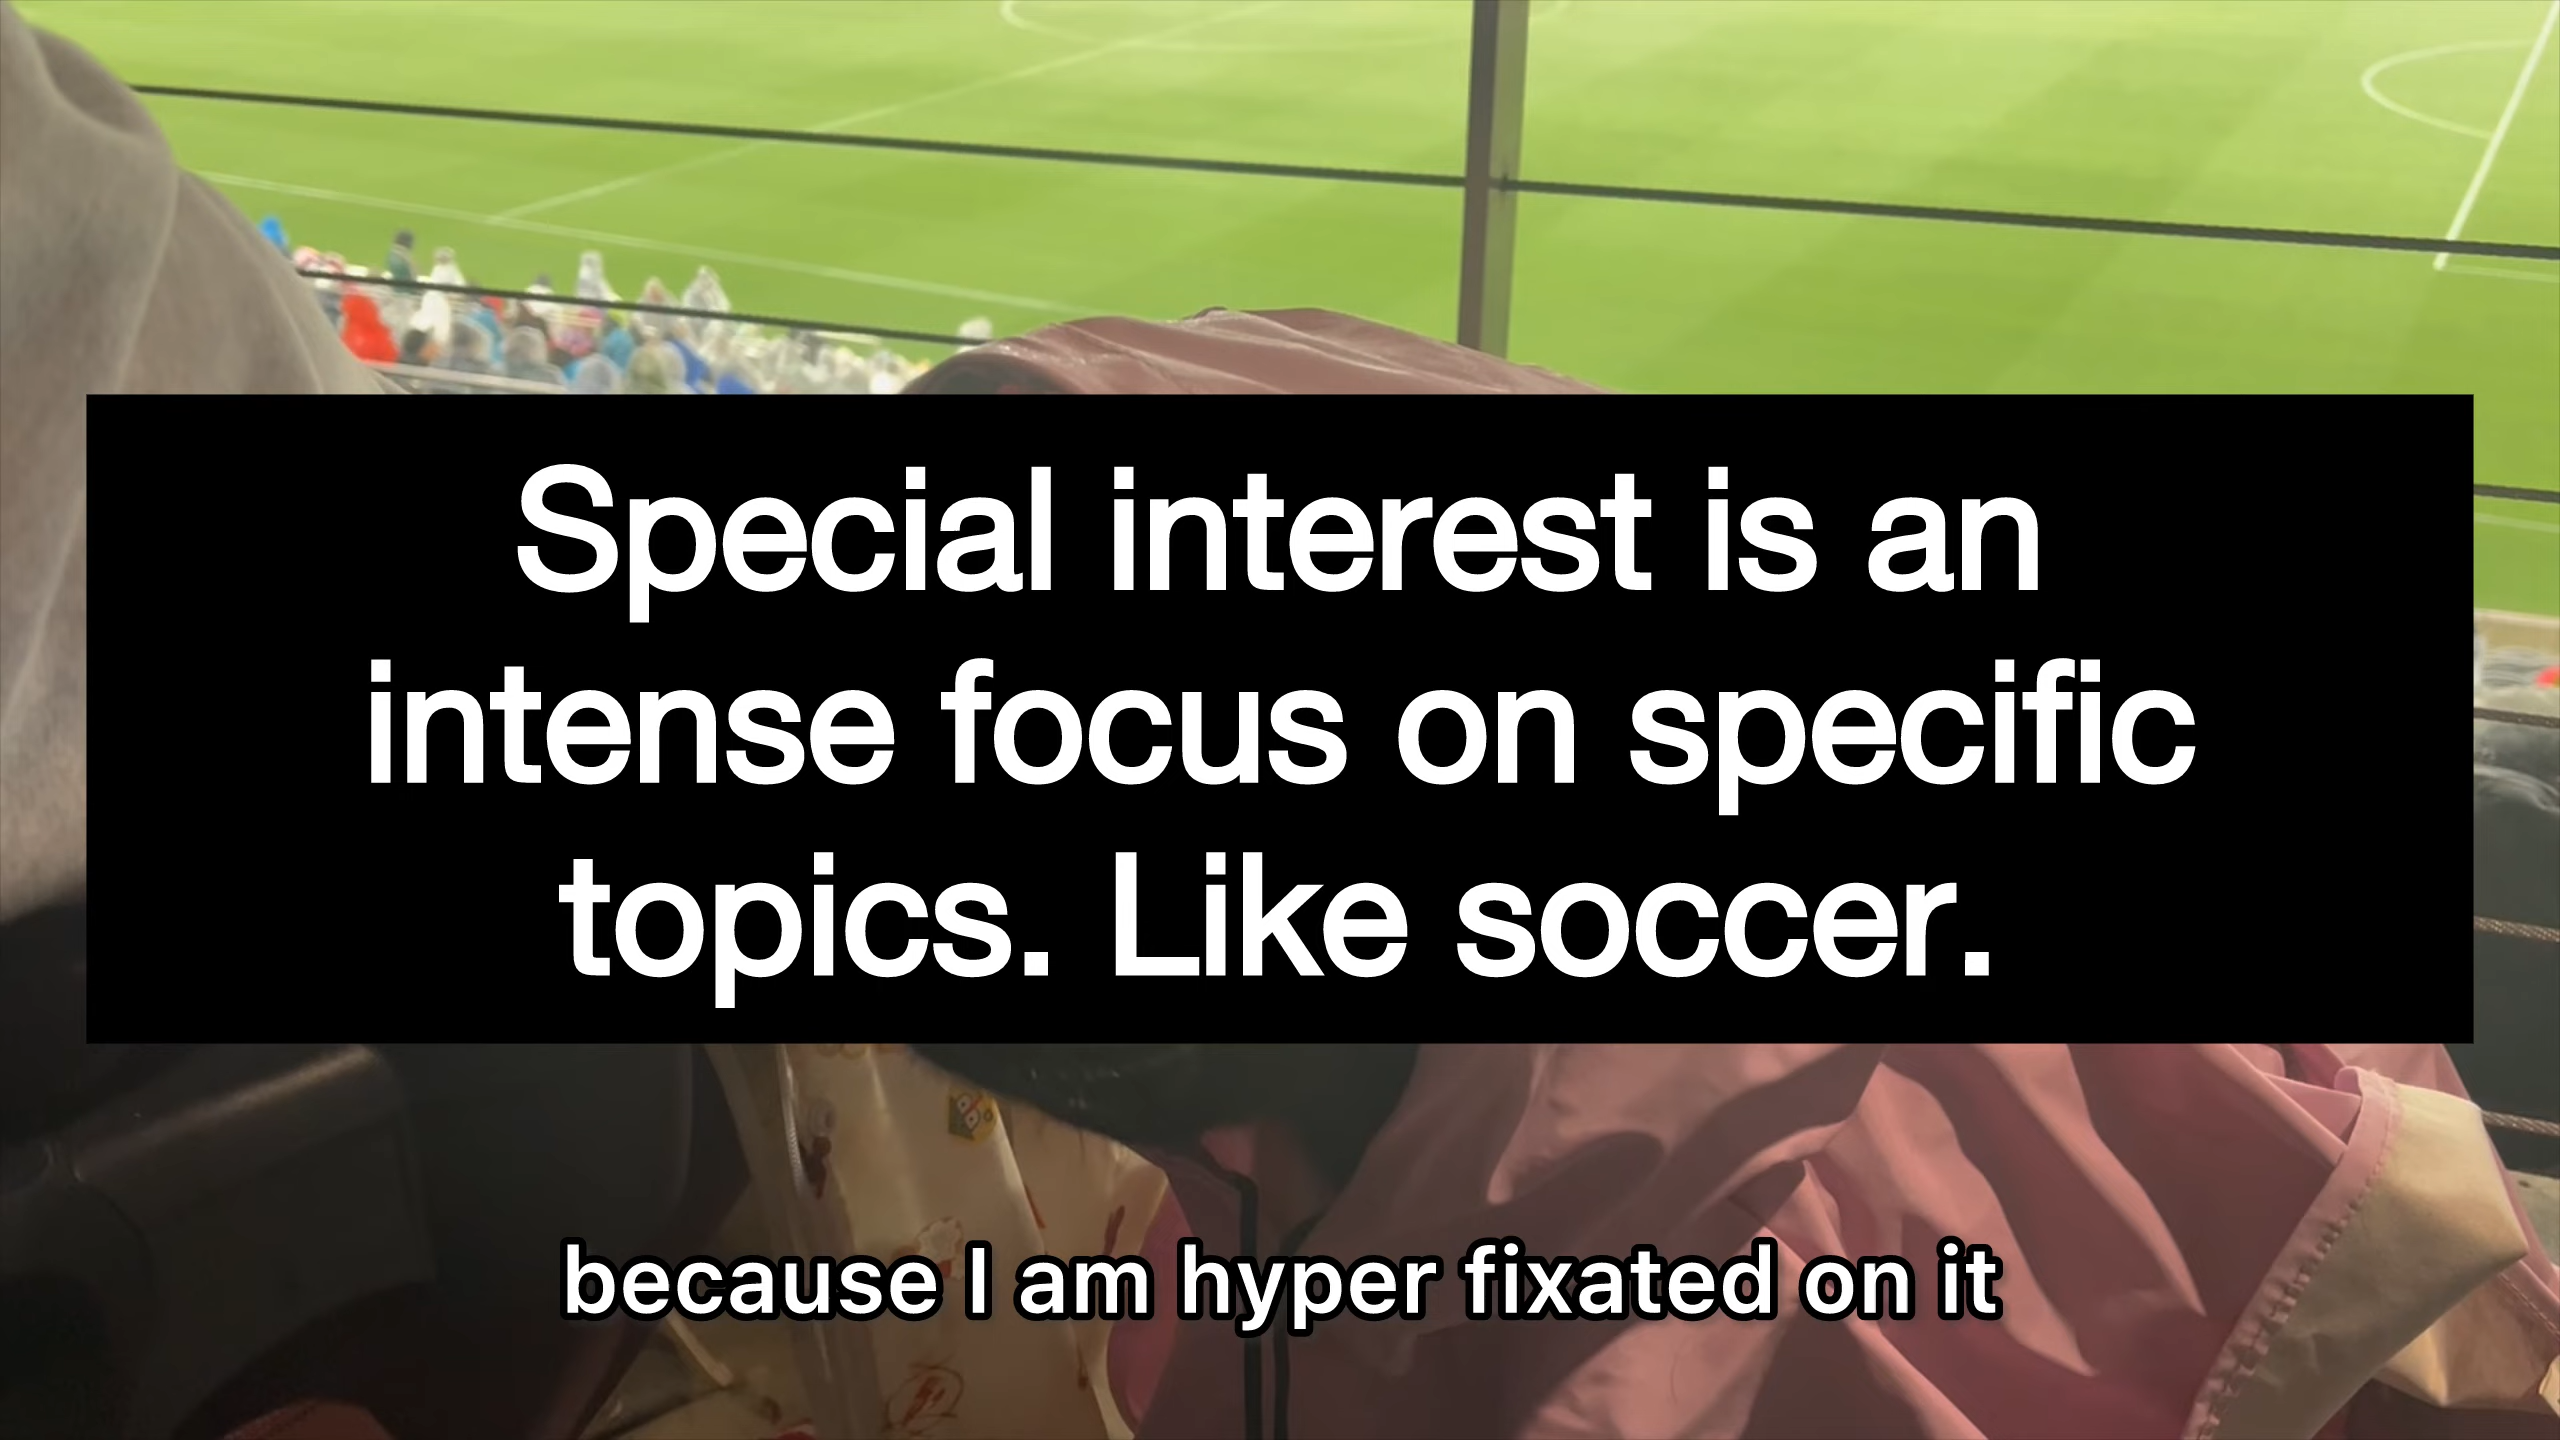 Special interest is an
intense focus on specific
topics. Like soccer.
because I am hyper fixated on it